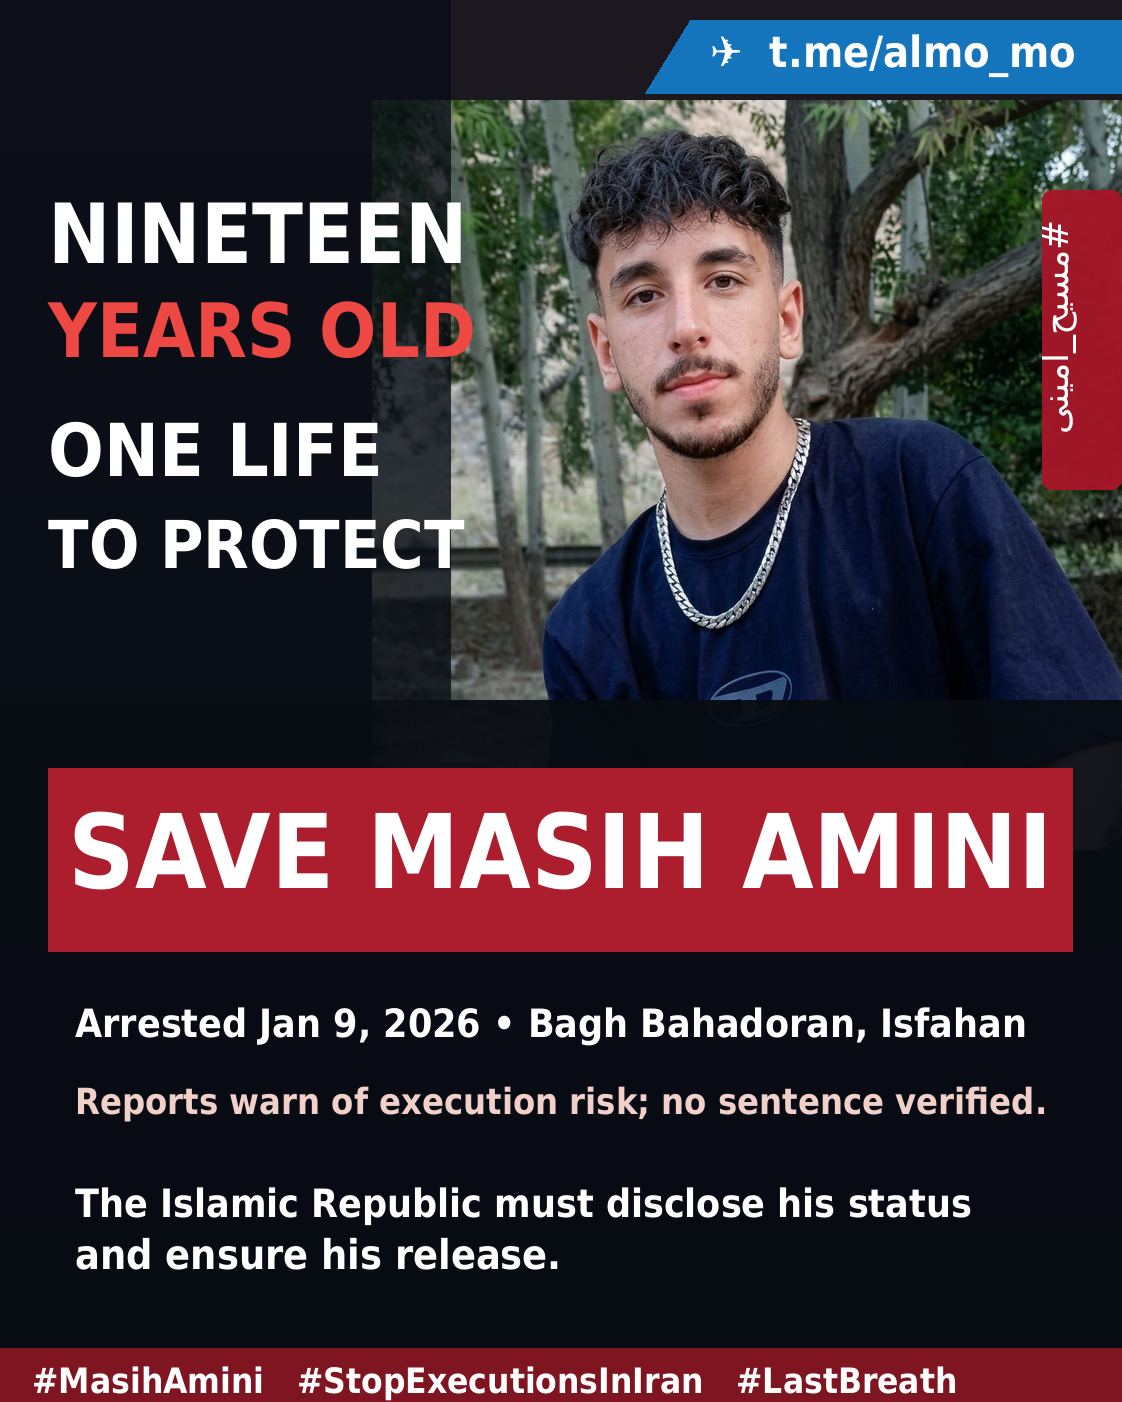 ✈ t.me/almo_mo
#مسیح_امینی
NINETEEN
YEARS OLD
ONE LIFE
TO PROTECT
SAVE MASIH AMINI
Arrested Jan 9, 2026 • Bagh Bahadoran, Isfahan
Reports warn of execution risk; no sentence verified.
The Islamic Republic must disclose his status
and ensure his release.
#MasihAmini #StopExecutionsInIran #LastBreath